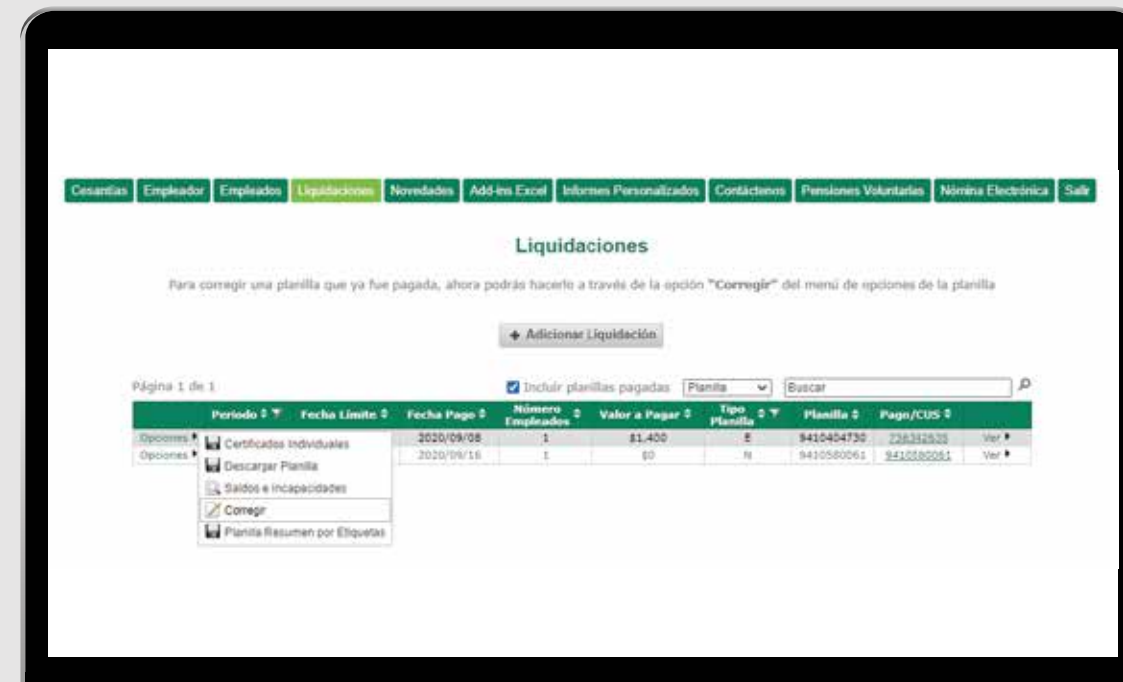 Cesantías Empleador Empleados Liquidaciones Novedades Add-ins Excel Informes Personalizados Contáctenos Pensiones Voluntarias Nómina Electrónica Salir
Liquidaciones
Para corregir una planilla que ya fue pagada, ahora podrás hacerlo a través de la opción "Corregir" del menú de opciones de la planilla
+ Adicionar Liquidación
Página 1 de 1 Incluir planillas pagadas Planilla Buscar
Periodo Fecha Límite Fecha Pago Número Empleados Valor a Pagar Tipo Planilla Planilla Pago/CUS
Opciones 2020/09/08 1 $1,400 E 9410404730 Ver
Opciones 2020/09/16 1 $0 N 9410580061 9410580061 Ver
Certificados Individuales
Descargar Planilla
Saldos e Incapacidades
Corregir
Planilla Resumen por Etiquetas